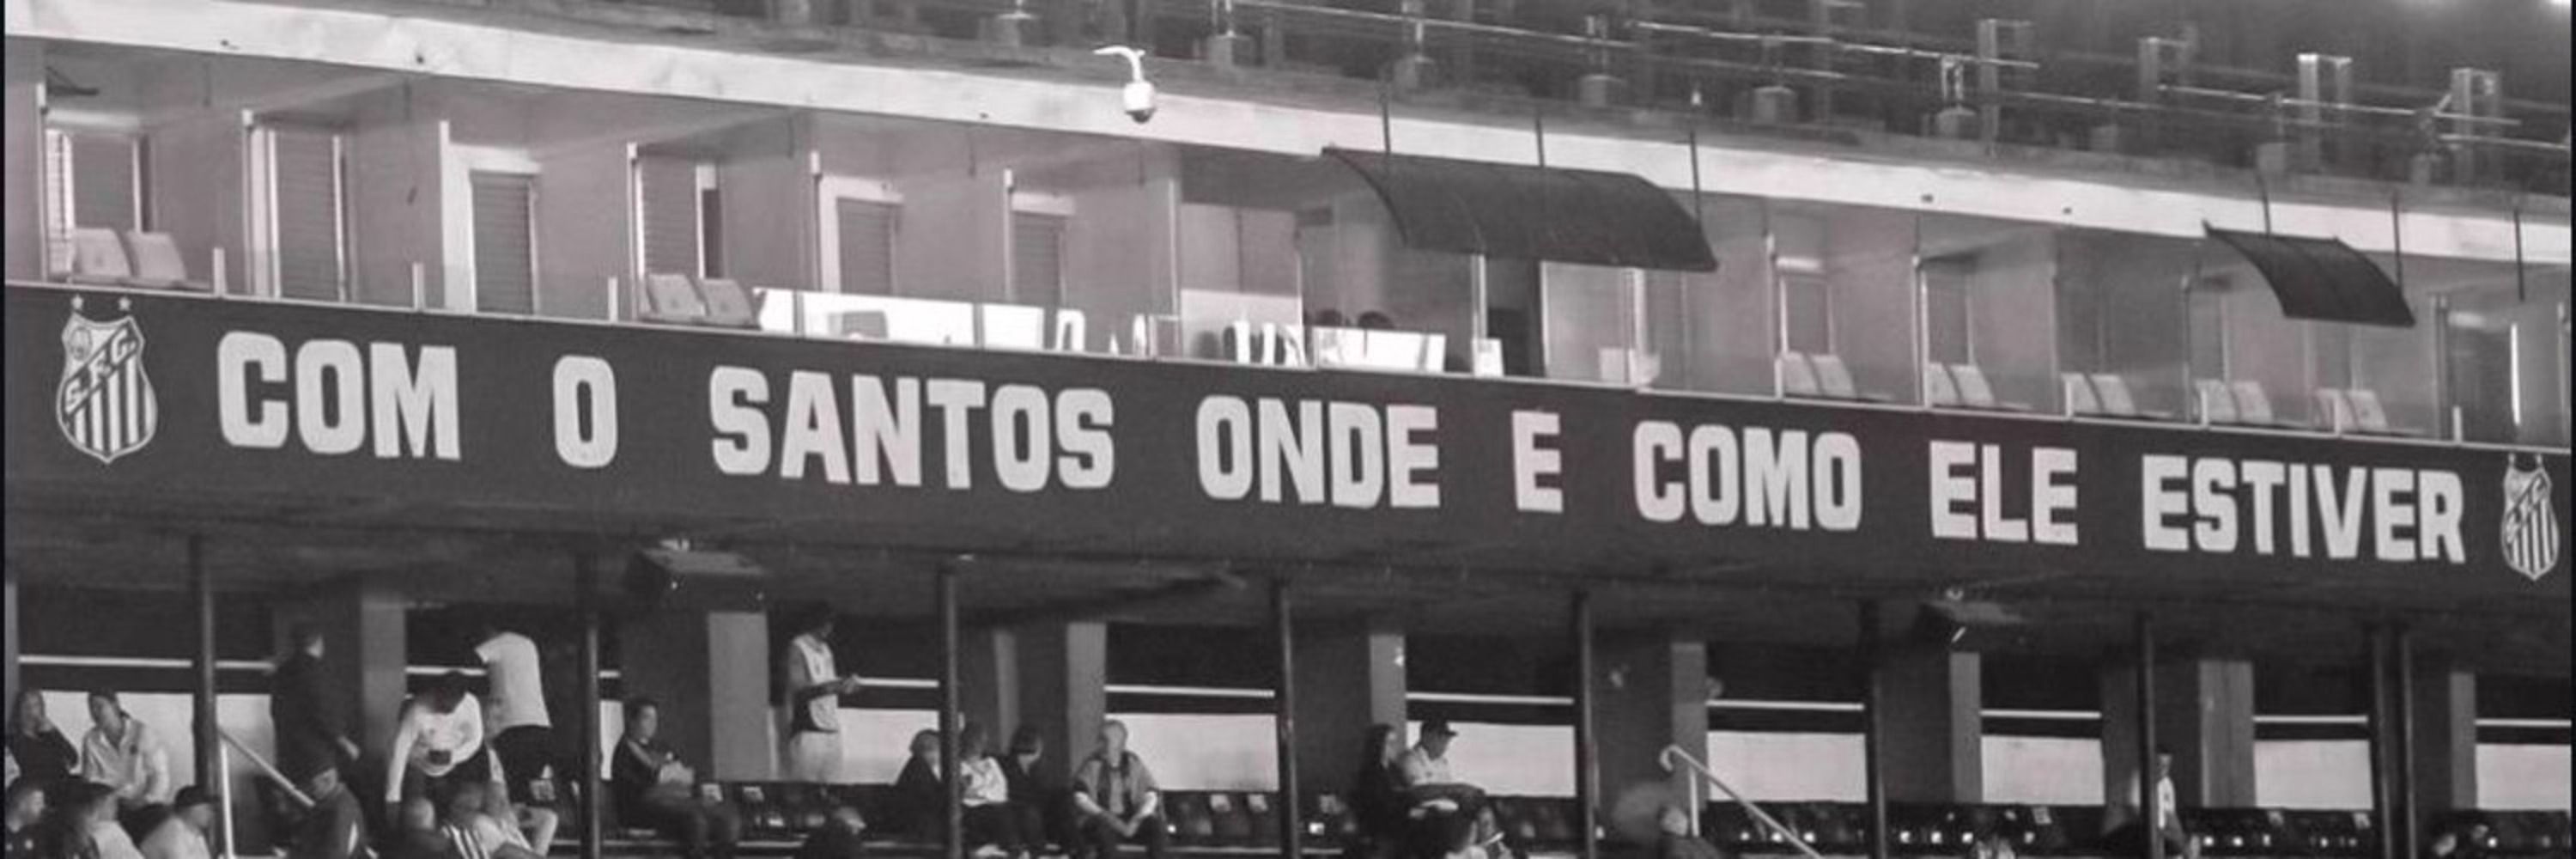 COM O SANTOS ONDE E COMO ELE ESTIVER
S.F.C.